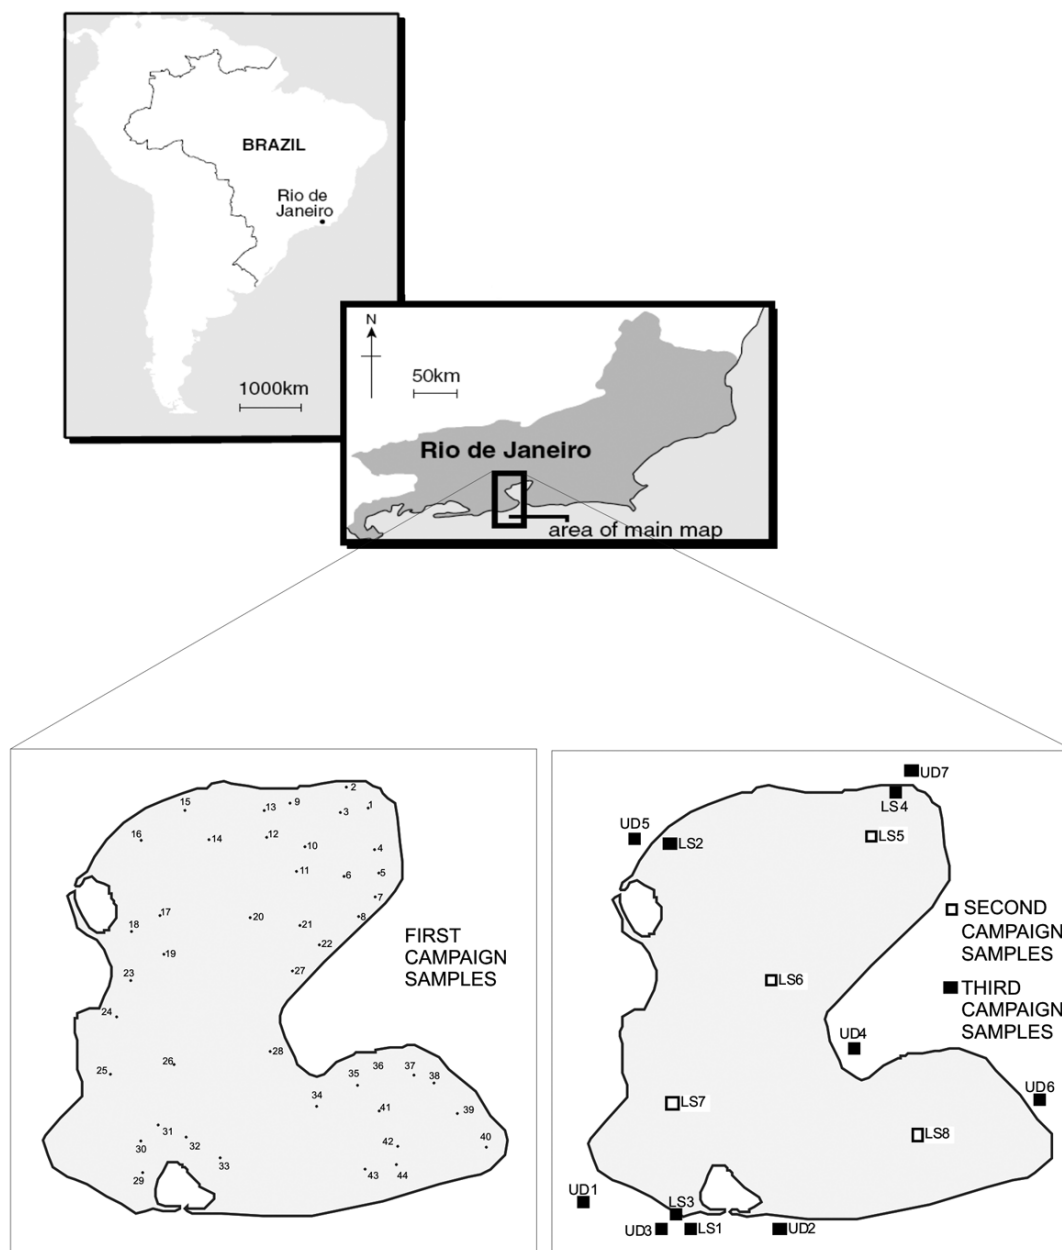 BRAZIL
Rio de
Janeiro
1000km
N
50km
Rio de Janeiro
area of main map
2
1
3
9
13
15
16
14
12
10
4
11
6
5
7
8
17
18
20
21
22
19
23
27
24
28
26
25
36
37
35
38
34
41
39
31
30
32
42
40
33
29
43
44
FIRST
CAMPAIGN
SAMPLES
UD7
LS4
UD5
LS2
LS5
SECOND
CAMPAIGN
SAMPLES
LS6
THIRD
CAMPAIGN
SAMPLES
UD4
UD6
LS7
LS8
UD1
LS3
UD3
LS1
UD2